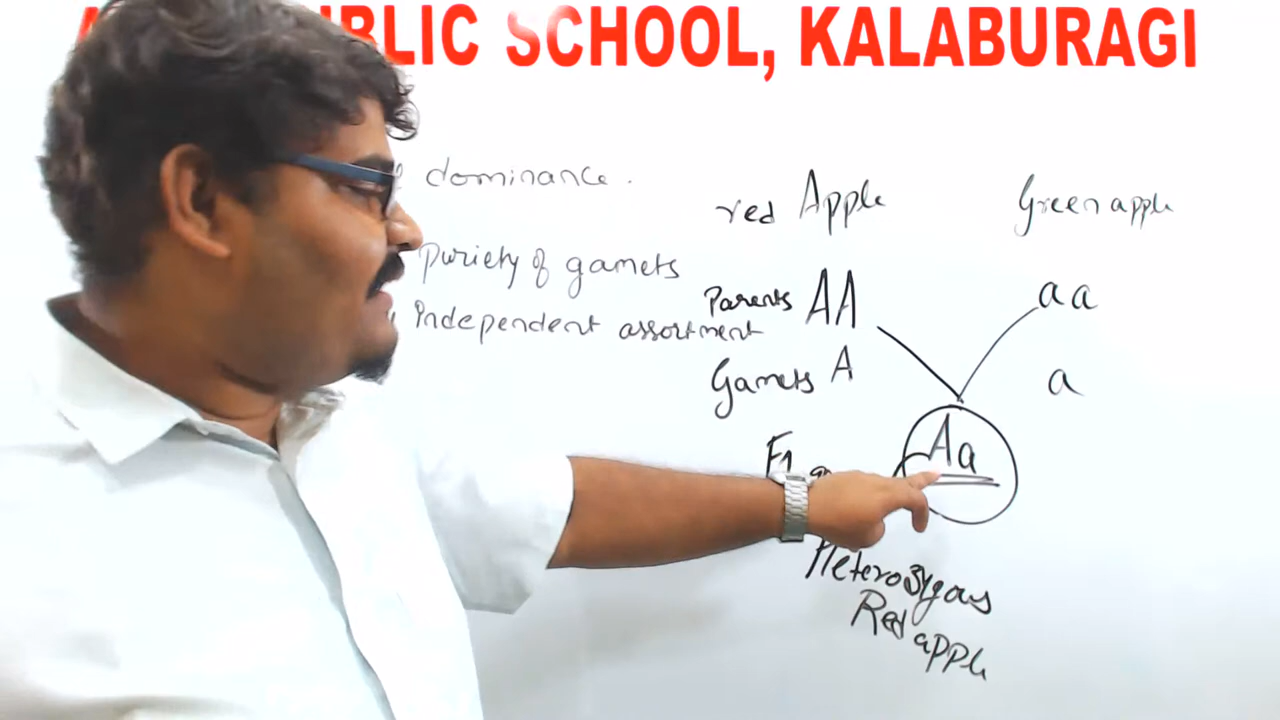 BLIC SCHOOL, KALABURAGI
dominance.
puriety of gamets
Independent assortment
red Apple
Green apple
Parents AA
aa
Gamets A
a
F1
Aa
Heterozygous
Red apple